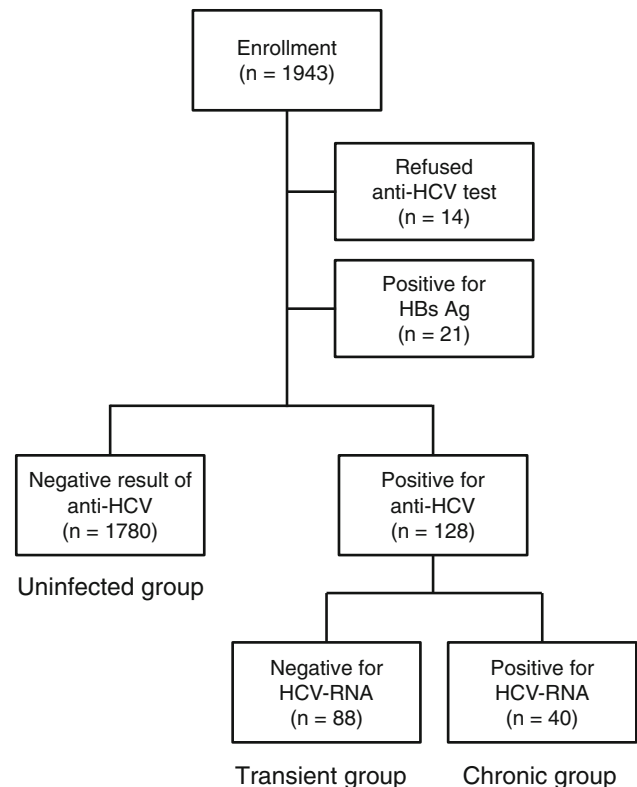 Enrollment
(n = 1943)
Refused
anti-HCV test
(n = 14)
Positive for
HBs Ag
(n = 21)
Negative result of
anti-HCV
(n = 1780)
Uninfected group
Positive for
anti-HCV
(n = 128)
Negative for
HCV-RNA
(n = 88)
Transient group
Positive for
HCV-RNA
(n = 40)
Chronic group